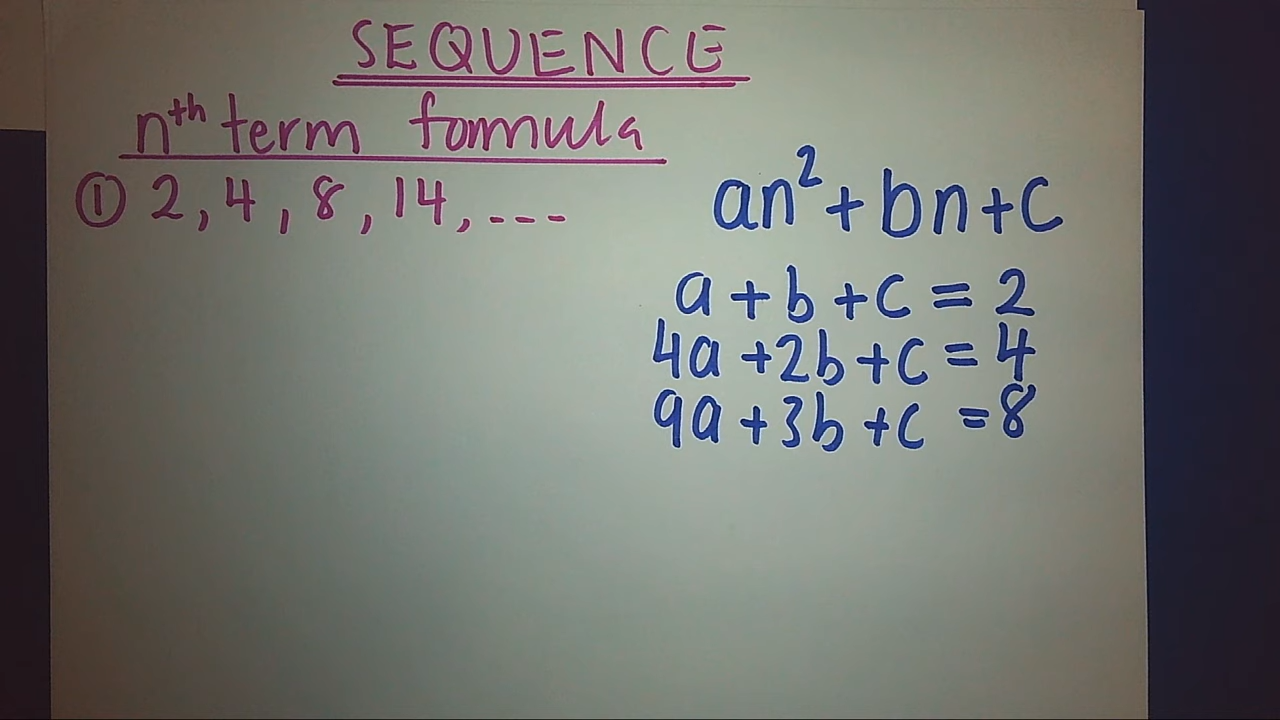 SEQUENCE
nth term formula
① 2, 4, 8, 14, ---
an²+bn+c
a+b+c=2
4a+2b+c=4
9a+3b+c=8